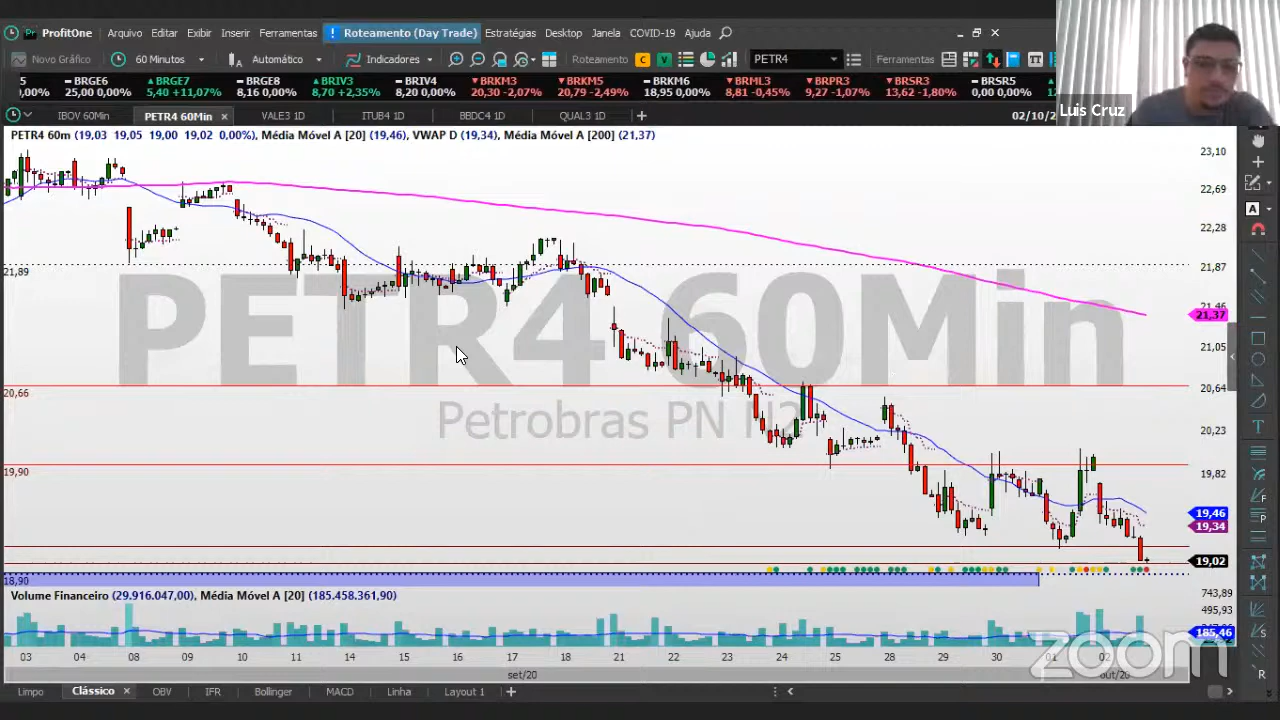 ProfitOne Arquivo Editar Exibir Inserir Ferramentas ! Roteamento (Day Trade) Estratégias Desktop Janela COVID-19 Ajuda
Novo Gráfico 60 Minutos Automático Indicadores Roteamento C V PETR4 Ferramentas
BRGE6 BRGE7 BRGE8 BRIV3 BRIV4 BRKM3 BRKM5 BRKM6 BRML3 BRPR3 BRSR3 BRSR5
0,00% 25,00 0,00% 5,40 +11,07% 8,16 0,00% 8,70 +2,35% 8,20 0,00% 20,30 -2,07% 20,79 -2,49% 18,95 0,00% 8,81 -0,45% 9,27 -1,07% 13,62 -1,80% 0,00 0,00%
Luis Cruz
IBOV 60Min PETR4 60Min × VALE3 1D ITUB4 1D BBDC4 1D QUAL3 1D + 02/10
PETR4 60m (19,03 19,05 19,00 19,02 0,00%), Média Móvel A [20] (19,46), VWAP D (19,34), Média Móvel A [200] (21,37)
23,10
22,69
22,28
21,89
21,87
21,46
21,37
21,05
20,66
20,64
20,23
19,90
19,82
19,46
19,34
19,02
18,90
PETR4 60Min
Petrobras PN N2
Volume Financeiro (29.916.047,00), Média Móvel A [20] (185.458.361,90)
743,89
495,93
185,46
03 04 08 09 10 11 14 15 16 17 18 21 22 23 24 25 28 29 30 01 02
set/20 out/20
zoom
Limpo Clássico × OBV IFR Bollinger MACD Linha Layout 1 +